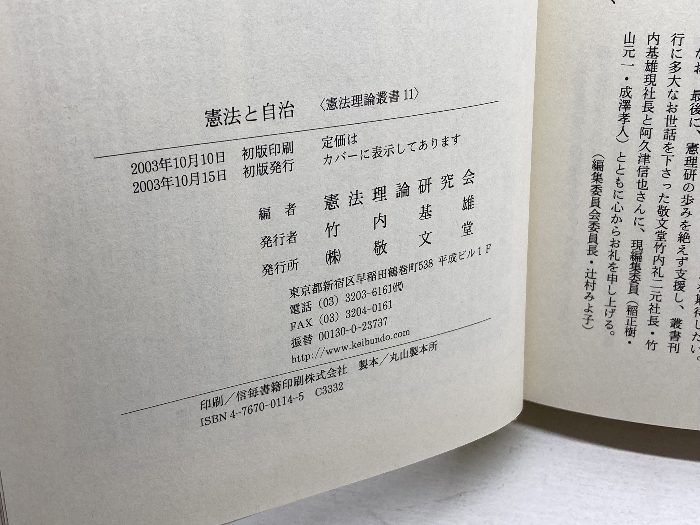 最後に、憲理研の歩みを絶えず支援し、叢書刊
行に多大なお世話を下さった敬文堂竹内礼二元社長・竹
内基雄現社長と阿久津信也さんに、現編集委員（稲正樹・
山元一・成澤孝人）とともに心からお礼を申し上げる。
（編集委員会委員長・辻村みよ子）
憲法と自治 〈憲法理論叢書11〉
2003年10月10日 初版印刷 定価は
2003年10月15日 初版発行 カバーに表示してあります
編者 憲法理論研究会
発行者 竹内基雄
発行所 ㈱敬文堂
東京都新宿区早稲田鶴巻町538 平成ビル1F
電話 (03) 3203-6161㈹
FAX (03) 3204-0161
振替 00130-0-23737
http://www.keibundo.com
印刷／信毎書籍印刷株式会社 製本／丸山製本所
ISBN4-7670-0114-5 C3332